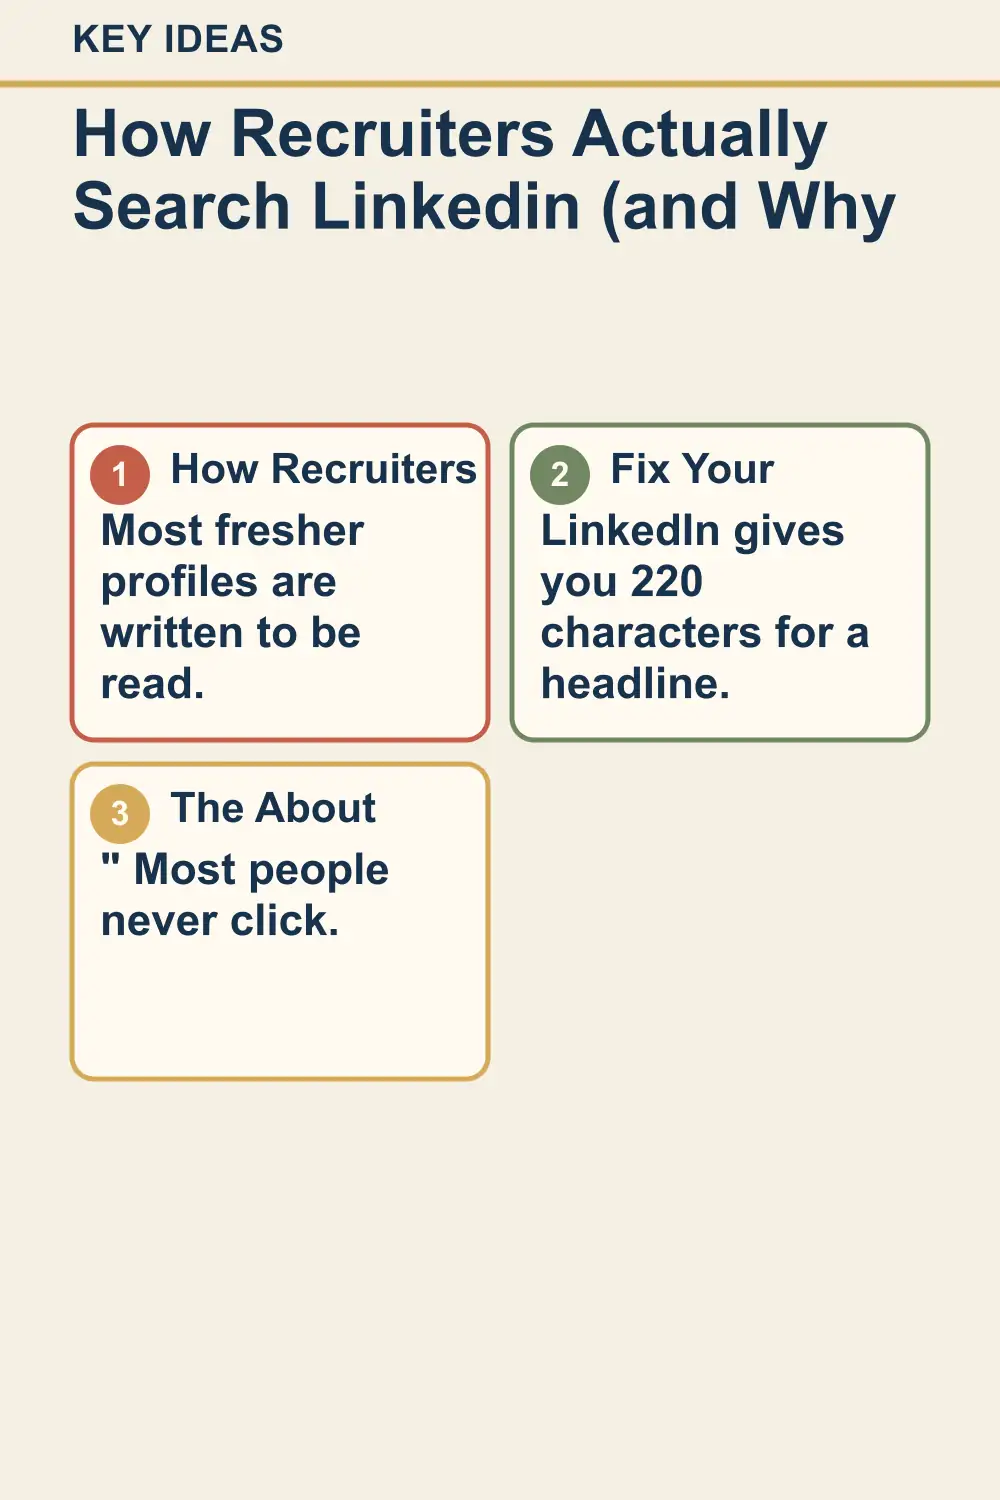 KEY IDEAS
How Recruiters Actually
Search Linkedin (and Why
1 How Recruiters
Most fresher
profiles are
written to be
read.
2 Fix Your
LinkedIn gives
you 220
characters for a
headline.
3 The About
" Most people
never click.